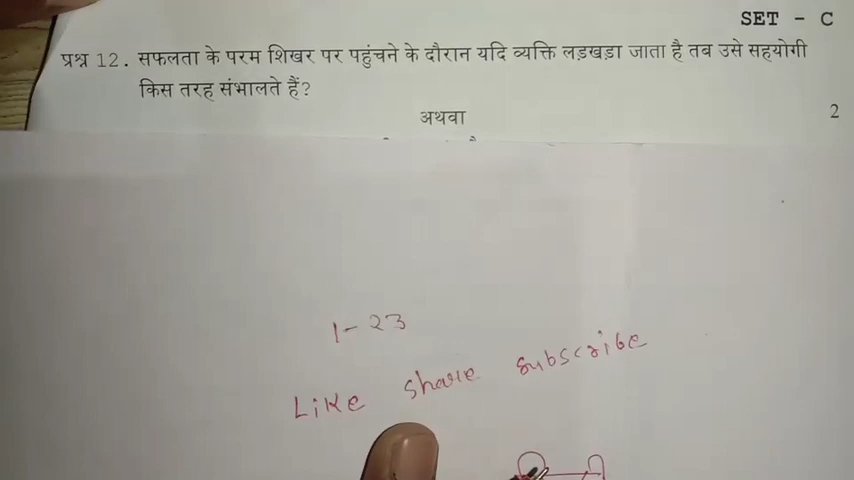 SET - C
प्रश्न 12. सफलता के परम शिखर पर पहुंचने के दौरान यदि व्यक्ति लड़खड़ा जाता है तब उसे सहयोगी
किस तरह संभालते हैं?
अथवा 2
1-23
Like share subscribe